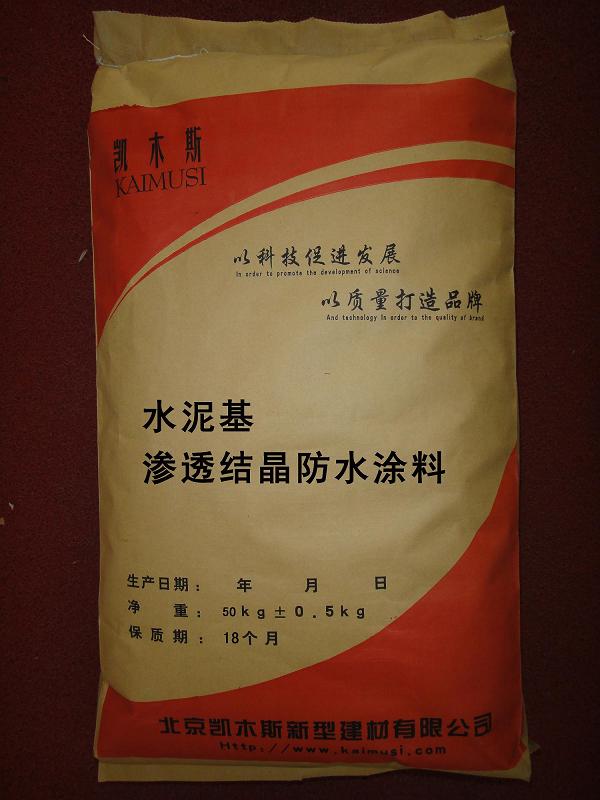 凯木斯
KAIMUSI
以科技促进发展
In order to promote the development of science
以质量打造品牌
And technology In order to the quality of brand
水泥基
渗透结晶防水涂料
生产日期： 年 月 日
净 重： 50kg±0.5kg
保质期： 18个月
北京凯木斯新型建材有限公司
Http://www.kaimusi.com